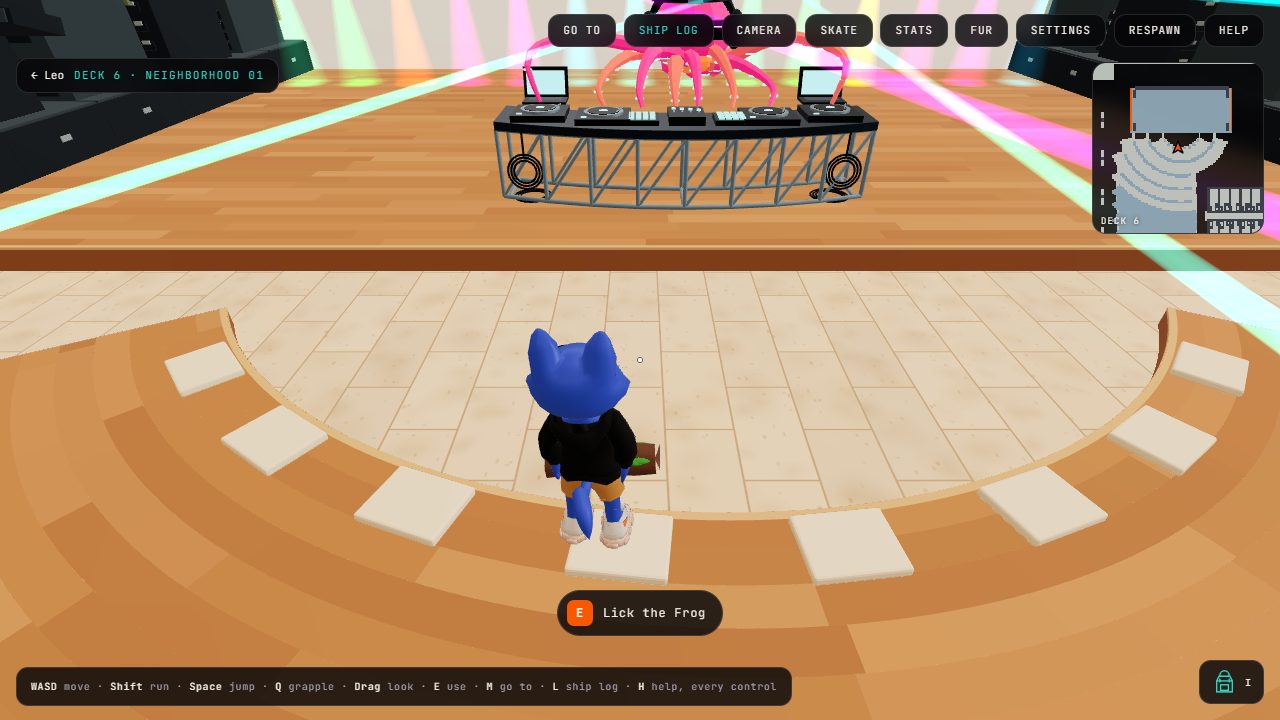 GO TO
SHIP LOG
CAMERA
SKATE
STATS
FUR
SETTINGS
RESPAWN
HELP
← Leo DECK 6 · NEIGHBORHOOD 01
DECK 6
E Lick the Frog
WASD move · Shift run · Space jump · Q grapple · Drag look · E use · M go to · L ship log · H help, every control
I